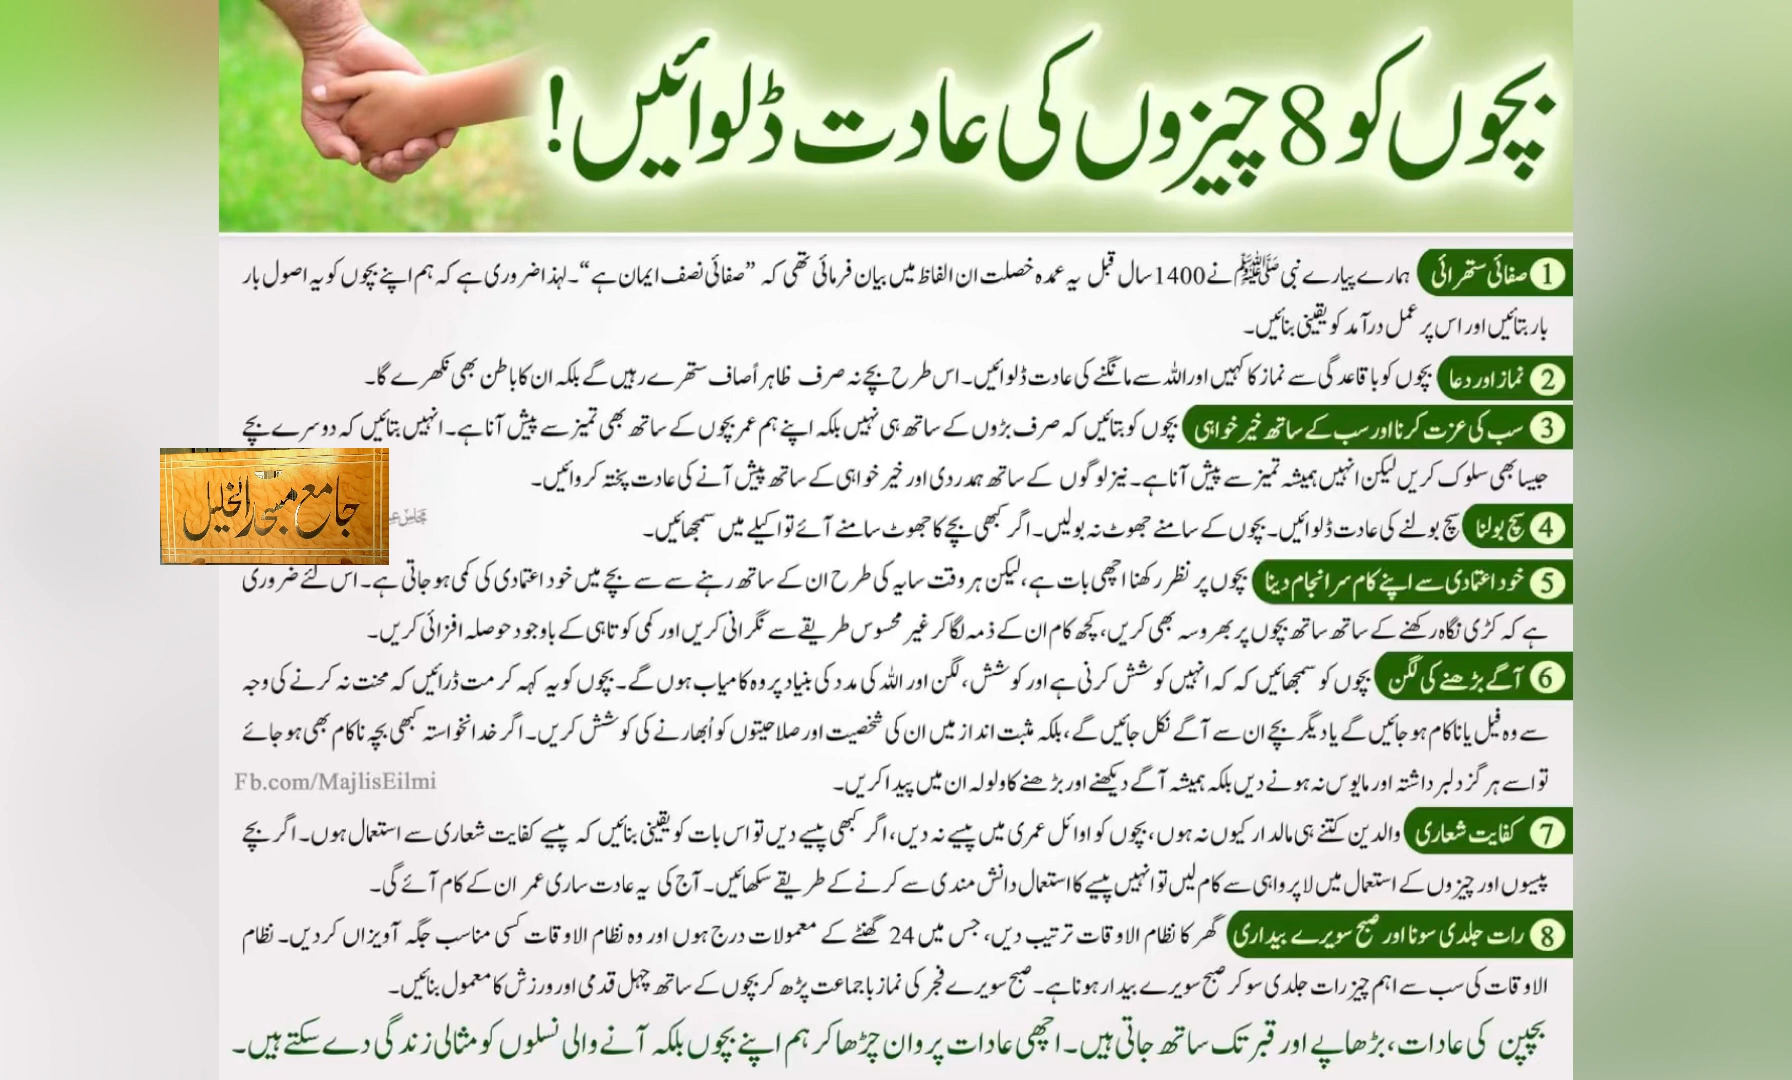 بچوں کو 8 چیزوں کی عادت ڈلوائیں!
1 صفائی ستھرائی ہمارے پیارے نبی ﷺ نے 1400 سال قبل یہ عمدہ خصلت ان الفاظ میں بیان فرمائی تھی کہ ”صفائی نصف ایمان ہے“۔ لہذا ضروری ہے کہ ہم اپنے بچوں کو یہ اصول بار
بار بتائیں اور اس پر عمل درآمد کو یقینی بنائیں۔
2 نماز اور دعا بچوں کو باقاعدگی سے نماز کا کہیں اور اللہ سے مانگنے کی عادت ڈلوائیں۔ اس طرح بچے نہ صرف ظاہراً صاف ستھرے رہیں گے بلکہ ان کا باطن بھی نکھرے گا۔
3 سب کی عزت کرنا اور سب کے ساتھ خیر خواہی بچوں کو بتائیں کہ صرف بڑوں کے ساتھ ہی نہیں بلکہ اپنے ہم عمر بچوں کے ساتھ بھی تمیز سے پیش آنا ہے۔ انہیں بتائیں کہ دوسرے بچے
جیسا بھی سلوک کریں لیکن انہیں ہمیشہ تمیز سے پیش آنا ہے۔ نیز لوگوں کے ساتھ ہمدردی اور خیر خواہی کے ساتھ پیش آنے کی عادت پختہ کروائیں۔
4 سچ بولنا سچ بولنے کی عادت ڈلوائیں۔ بچوں کے سامنے جھوٹ نہ بولیں۔ اگر کبھی بچے کا جھوٹ سامنے آئے تو اکیلے میں سمجھائیں۔
جامع مسجد الخلیل
5 خود اعتمادی سے اپنے کام سر انجام دینا بچوں پر نظر رکھنا اچھی بات ہے، لیکن ہر وقت سایہ کی طرح ان کے ساتھ رہنے سے سے بچے میں خود اعتمادی کی کمی ہو جاتی ہے۔ اس لئے ضروری
ہے کہ کڑی نگاہ رکھنے کے ساتھ ساتھ بچوں پر بھروسہ بھی کریں، کچھ کام ان کے ذمہ لگا کر غیر محسوس طریقے سے نگرانی کریں اور کمی کوتاہی کے باوجود حوصلہ افزائی کریں۔
6 آگے بڑھنے کی لگن بچوں کو سمجھائیں کہ کہ انہیں کوشش کرنی ہے اور کوشش، لگن اور اللہ کی مدد کی بنیاد پر وہ کامیاب ہوں گے۔ بچوں کو یہ کہہ کر مت ڈرائیں کہ محنت نہ کرنے کی وجہ
سے وہ فیل یا ناکام ہو جائیں گے یا دیگر بچے ان سے آگے نکل جائیں گے، بلکہ مثبت انداز میں ان کی شخصیت اور صلاحیتوں کو اُبھارنے کی کوشش کریں۔ اگر خدانخواستہ کبھی بچہ ناکام بھی ہو جائے
تو اسے ہرگز دلبرداشتہ اور مایوس نہ ہونے دیں بلکہ ہمیشہ آگے دیکھنے اور بڑھنے کا ولولہ ان میں پیدا کریں۔
Fb.com/MajlisEilmi
7 کفایت شعاری والدین کتنے ہی مالدار کیوں نہ ہوں، بچوں کو اوائل عمری میں پیسے نہ دیں، اگر کبھی پیسے دیں تو اس بات کو یقینی بنائیں کہ پیسے کفایت شعاری سے استعمال ہوں۔ اگر بچے
پیسوں اور چیزوں کے استعمال میں لاپرواہی سے کام لیں تو انہیں پیسے کا استعمال دانش مندی سے کرنے کے طریقے سکھائیں۔ آج کی یہ عادت ساری عمر ان کے کام آئے گی۔
8 رات جلدی سونا اور صبح سویرے بیداری گھر کا نظام الاوقات ترتیب دیں، جس میں 24 گھنٹے کے معمولات درج ہوں اور وہ نظام الاوقات کسی مناسب جگہ آویزاں کر دیں۔ نظام
الاوقات کی سب سے اہم چیز رات جلدی سو کر صبح سویرے بیدار ہونا ہے۔ صبح سویرے فجر کی نماز باجماعت پڑھ کر بچوں کے ساتھ چہل قدمی اور ورزش کا معمول بنائیں۔
بچپن کی عادات، بڑھاپے اور قبر تک ساتھ جاتی ہیں۔ اچھی عادات پروان چڑھا کر ہم اپنے بچوں بلکہ آنے والی نسلوں کو مثالی زندگی دے سکتے ہیں۔